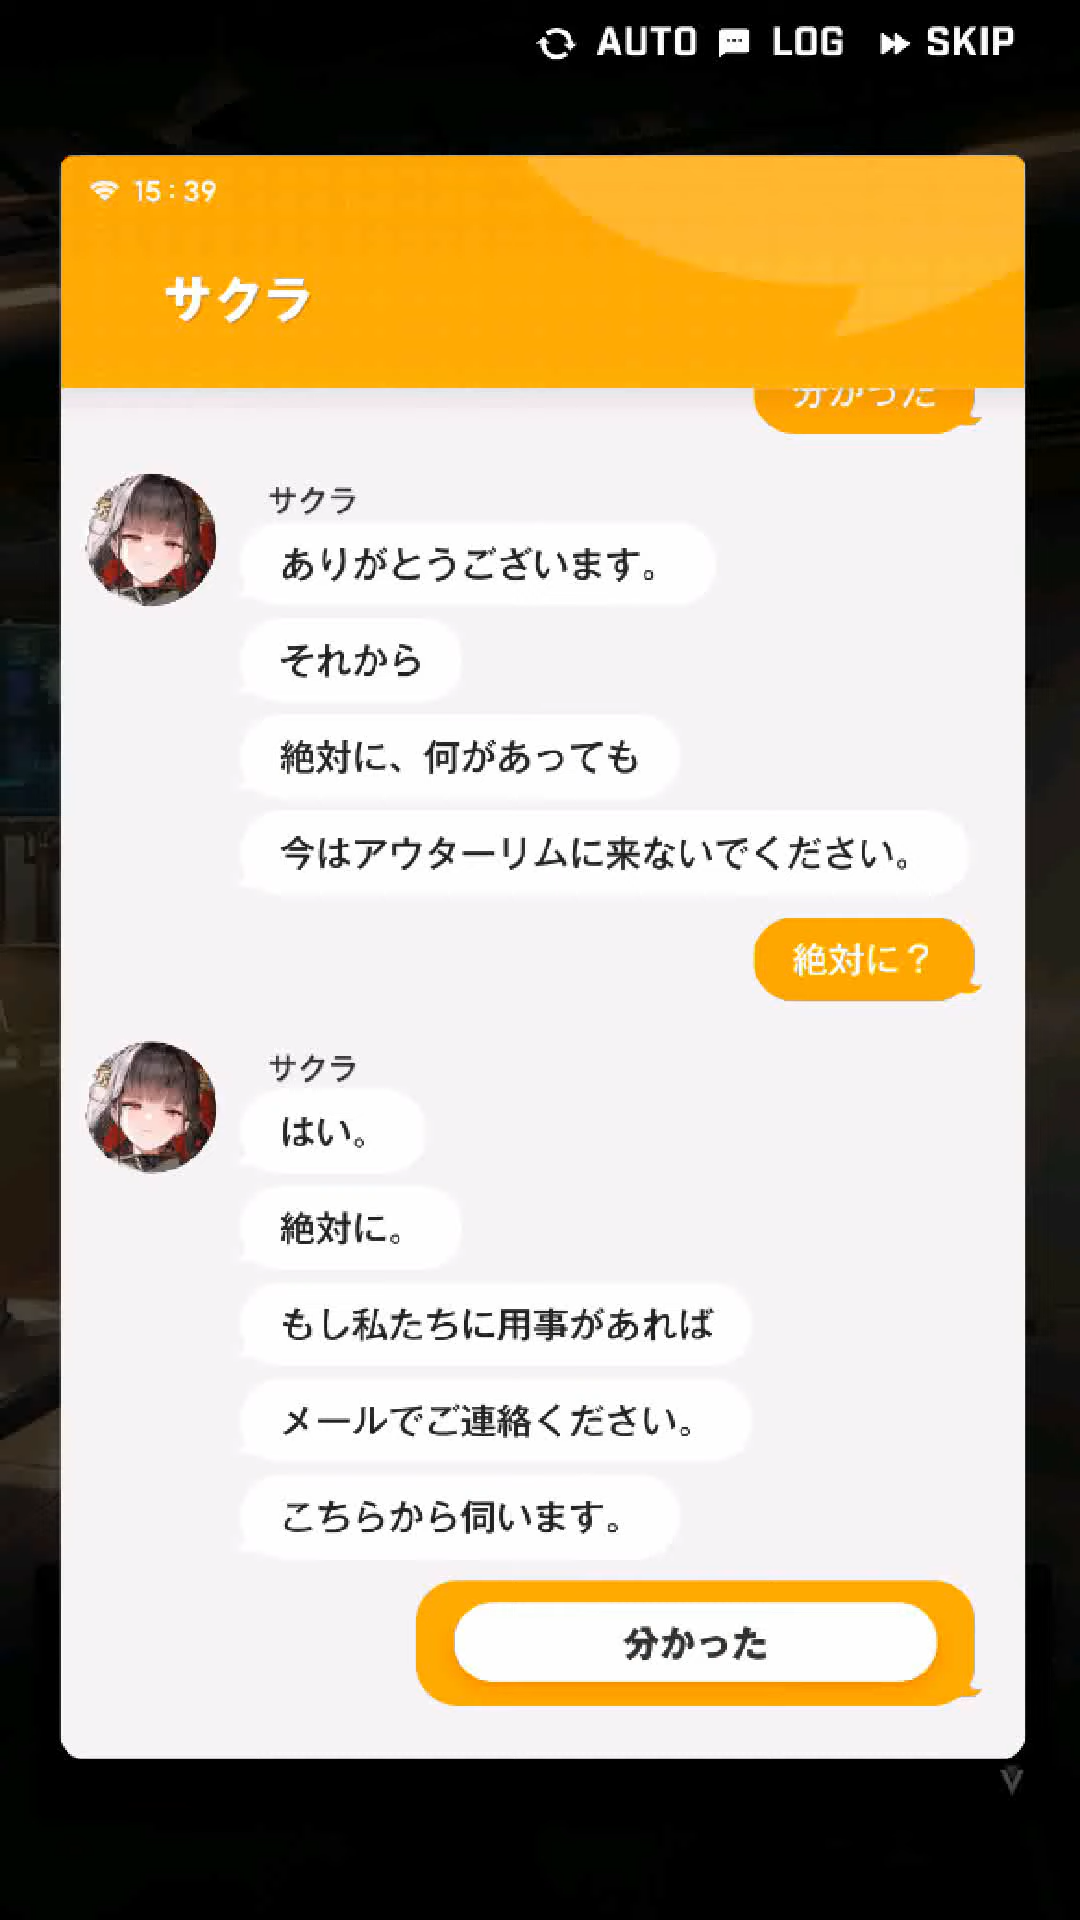 AUTO LOG SKIP
15:39
サクラ
分かった
サクラ
ありがとうございます。
それから
絶対に、何があっても
今はアウターリムに来ないでください。
絶対に？
サクラ
はい。
絶対に。
もし私たちに用事があれば
メールでご連絡ください。
こちらから伺います。
分かった